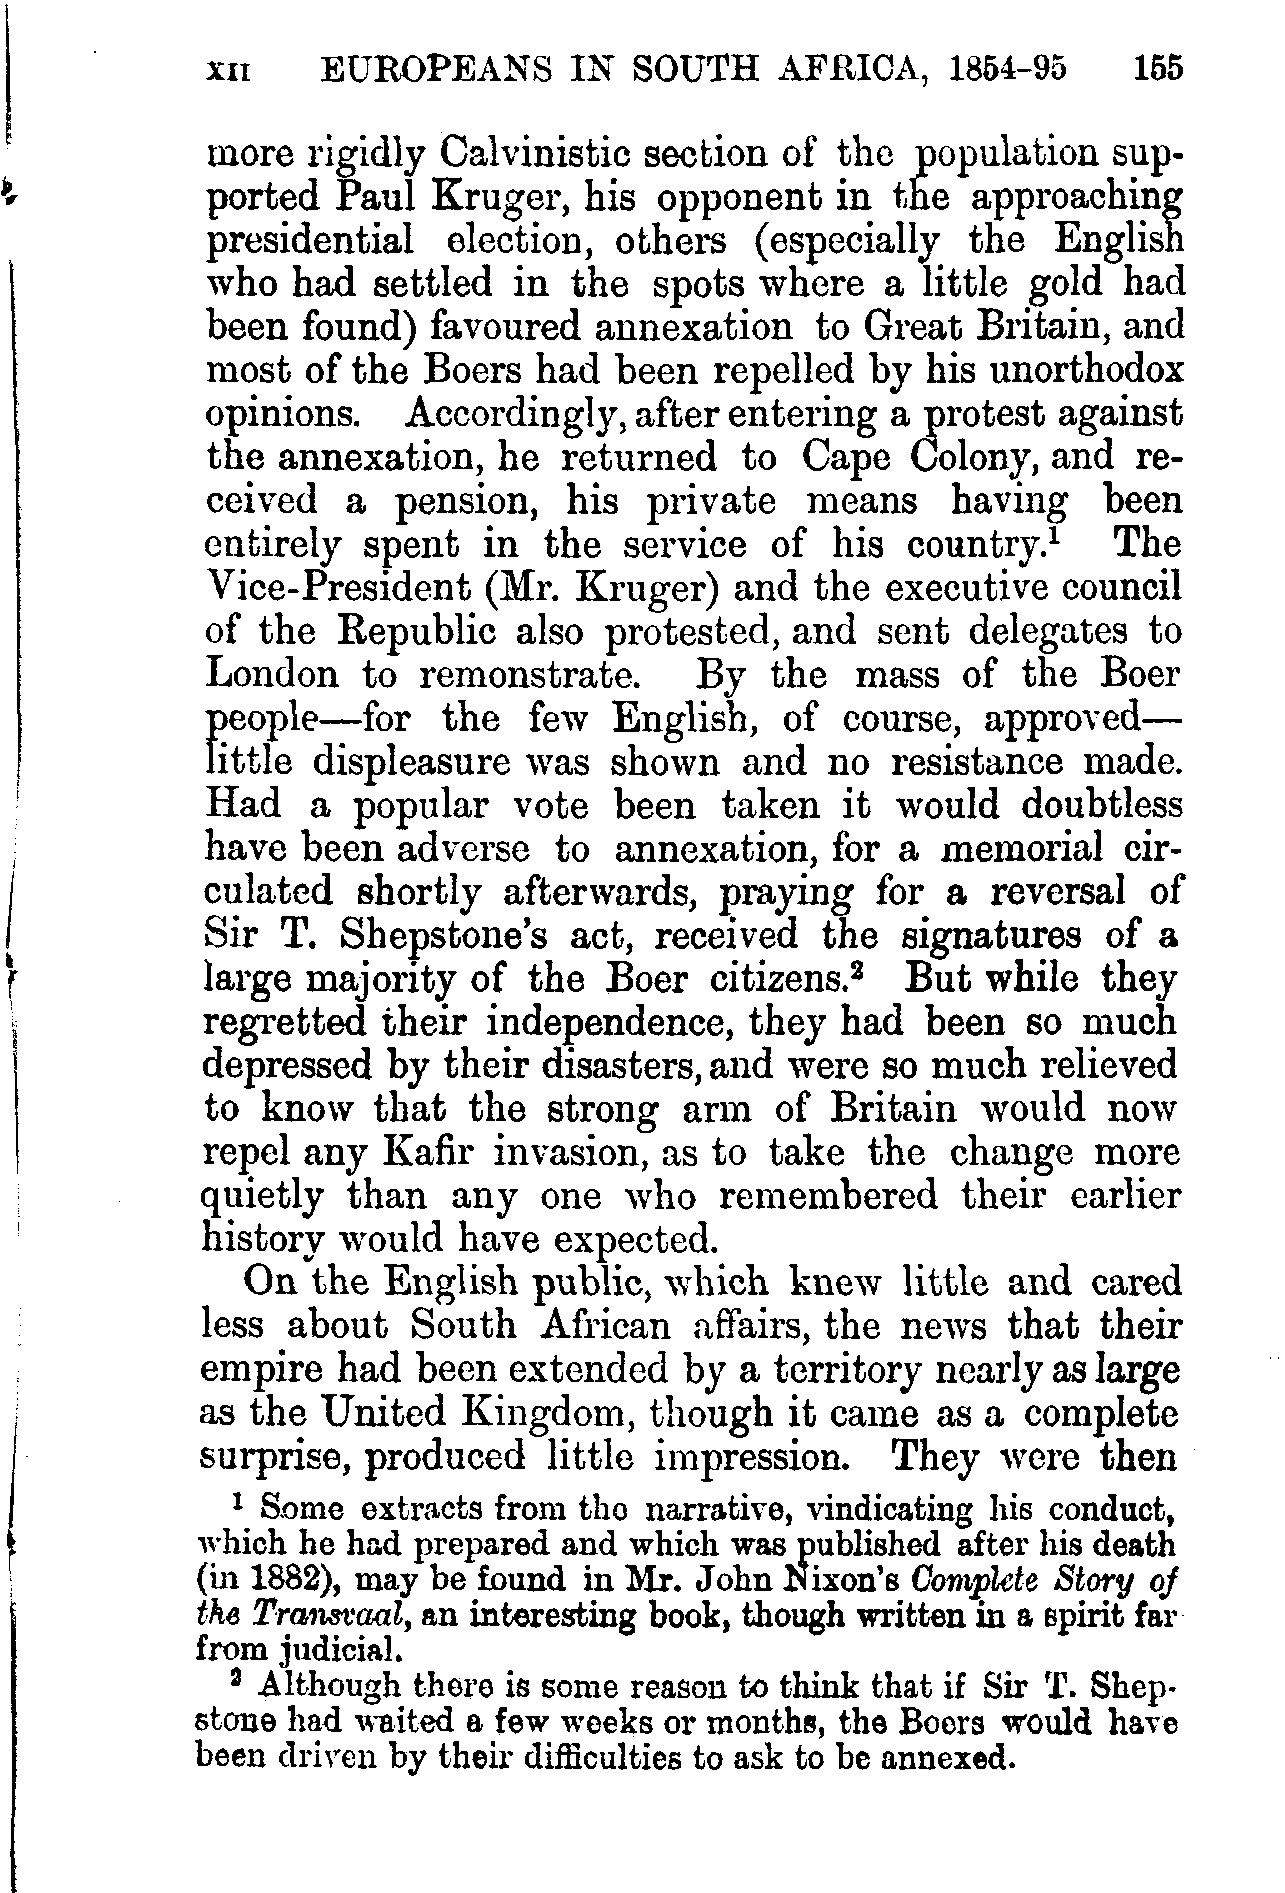 XII EUROPEANS IN SOUTH AFRICA, 1854-95 155
more rigidly Calvinistic section of the population sup-
ported Paul Kruger, his opponent in the approaching
presidential election, others (especially the English
who had settled in the spots where a little gold had
been found) favoured annexation to Great Britain, and
most of the Boers had been repelled by his unorthodox
opinions. Accordingly, after entering a protest against
the annexation, he returned to Cape Colony, and re-
ceived a pension, his private means having been
entirely spent in the service of his country.¹ The
Vice-President (Mr. Kruger) and the executive council
of the Republic also protested, and sent delegates to
London to remonstrate. By the mass of the Boer
people—for the few English, of course, approved—
little displeasure was shown and no resistance made.
Had a popular vote been taken it would doubtless
have been adverse to annexation, for a memorial cir-
culated shortly afterwards, praying for a reversal of
Sir T. Shepstone's act, received the signatures of a
large majority of the Boer citizens.² But while they
regretted their independence, they had been so much
depressed by their disasters, and were so much relieved
to know that the strong arm of Britain would now
repel any Kafir invasion, as to take the change more
quietly than any one who remembered their earlier
history would have expected.
On the English public, which knew little and cared
less about South African affairs, the news that their
empire had been extended by a territory nearly as large
as the United Kingdom, though it came as a complete
surprise, produced little impression. They were then
¹ Some extracts from the narrative, vindicating his conduct,
which he had prepared and which was published after his death
(in 1882), may be found in Mr. John Nixon's Complete Story of
the Transvaal, an interesting book, though written in a spirit far
from judicial.
² Although there is some reason to think that if Sir T. Shep-
stone had waited a few weeks or months, the Boers would have
been driven by their difficulties to ask to be annexed.